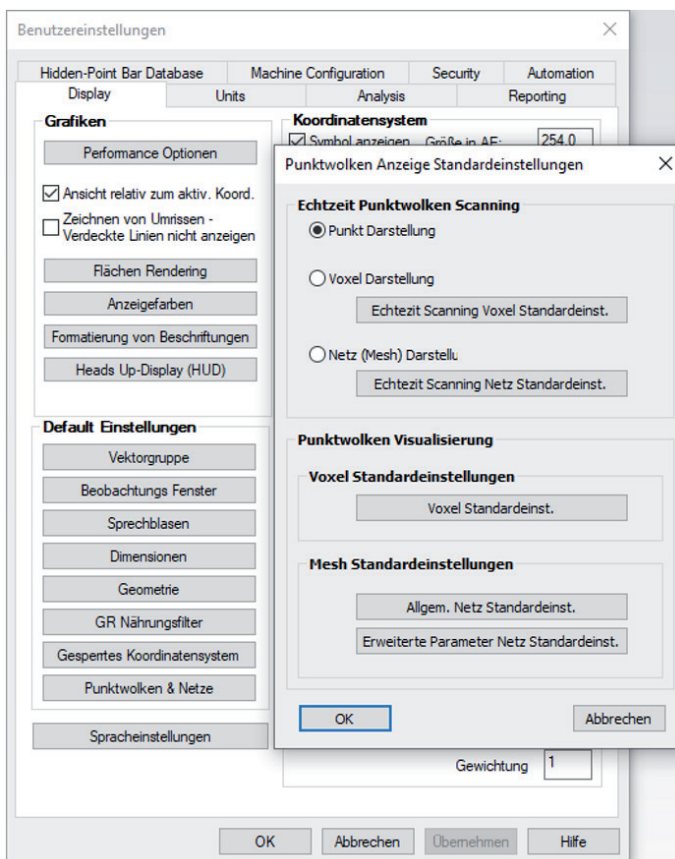 Benutzereinstellungen
Hidden-Point Bar Database
Machine Configuration
Security
Automation
Display
Units
Analysis
Reporting
Grafiken
Performance Optionen
Ansicht relativ zum aktiv. Koord.
Zeichnen von Umrissen -
Verdeckte Linien nicht anzeigen
Flächen Rendering
Anzeigefarben
Formatierung von Beschriftungen
Heads Up-Display (HUD)
Default Einstellungen
Vektorgruppe
Beobachtungs Fenster
Sprechblasen
Dimensionen
Geometrie
GR Nährungsfilter
Gesperrtes Koordinatensystem
Punktwolken & Netze
Spracheinstellungen
Koordinatensystem
Symbol anzeigen Größe in AE: 254.0
Punktwolken Anzeige Standardeinstellungen
Echtzeit Punktwolken Scanning
Punkt Darstellung
Voxel Darstellung
Echtezit Scanning Voxel Standardeinst.
Netz (Mesh) Darstellu
Echtezit Scanning Netz Standardeinst.
Punktwolken Visualisierung
Voxel Standardeinstellungen
Voxel Standardeinst.
Mesh Standardeinstellungen
Allgem. Netz Standardeinst.
Erweiterte Parameter Netz Standardeinst.
OK
Abbrechen
Gewichtung 1
OK
Abbrechen
Übernehmen
Hilfe